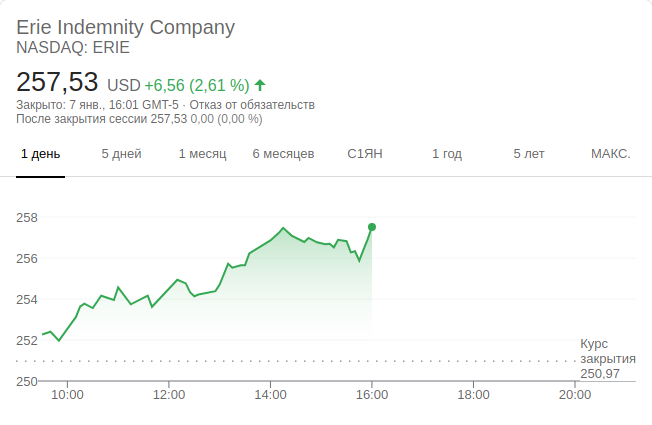 Erie Indemnity Company
NASDAQ: ERIE
257,53 USD +6,56 (2,61 %)
Закрыто: 7 янв., 16:01 GMT-5 · Отказ от обязательств
После закрытия сессии 257,53 0,00 (0,00 %)
1 день 5 дней 1 месяц 6 месяцев С1ЯН 1 год 5 лет МАКС.
258
256
254
252
Курс
закрытия
250,97
250
10:00 12:00 14:00 16:00 18:00 20:00